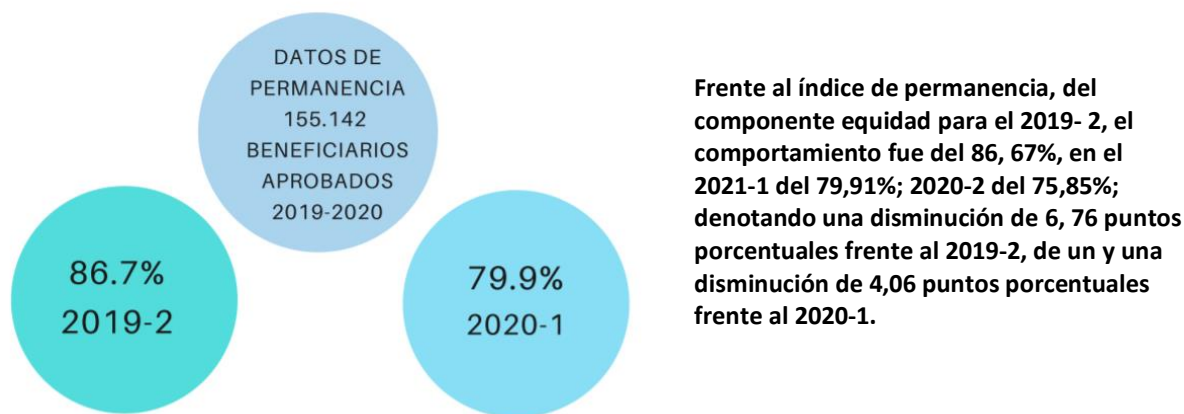 DATOS DE
PERMANENCIA
155.142
BENEFICIARIOS
APROBADOS
2019-2020
86.7%
2019-2
79.9%
2020-1
Frente al índice de permanencia, del
componente equidad para el 2019- 2, el
comportamiento fue del 86, 67%, en el
2021-1 del 79,91%; 2020-2 del 75,85%;
denotando una disminución de 6, 76 puntos
porcentuales frente al 2019-2, de un y una
disminución de 4,06 puntos porcentuales
frente al 2020-1.